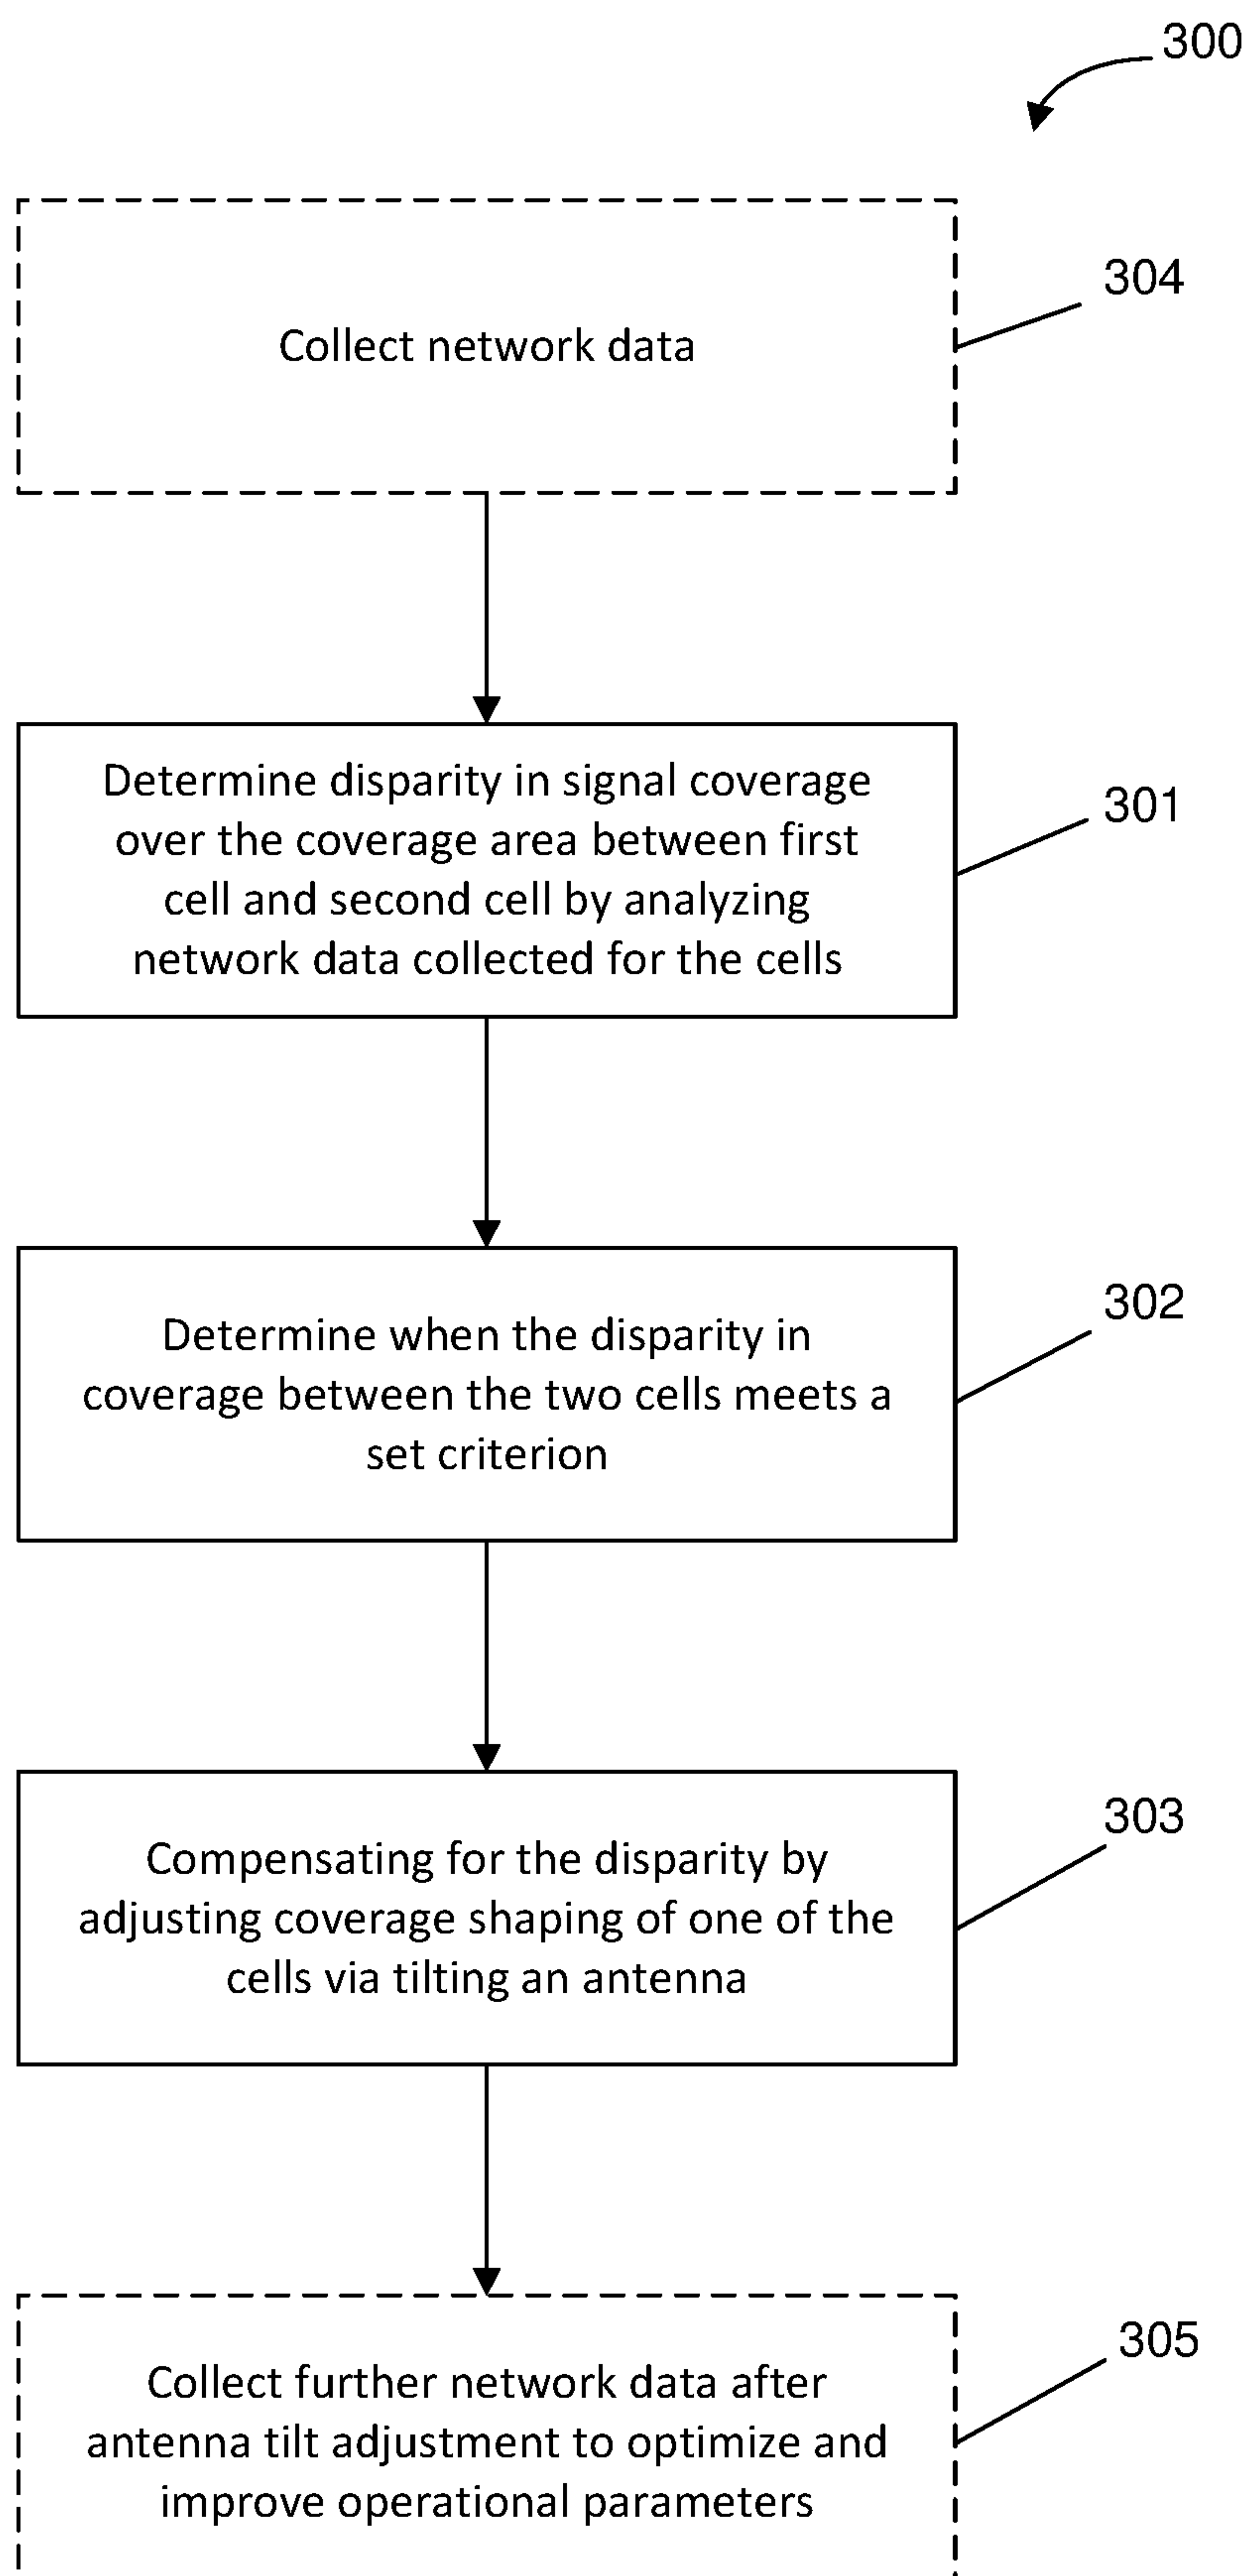 300
Collect network data
304
Determine disparity in signal coverage
over the coverage area between first
cell and second cell by analyzing
network data collected for the cells
301
Determine when the disparity in
coverage between the two cells meets a
set criterion
302
Compensating for the disparity by
adjusting coverage shaping of one of the
cells via tilting an antenna
303
Collect further network data after
antenna tilt adjustment to optimize and
improve operational parameters
305